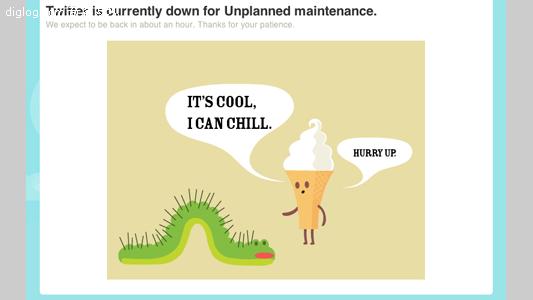 Twitter is currently down for Unplanned maintenance.
We expect to be back in about an hour. Thanks for your patience.
IT'S COOL,
I CAN CHILL.
HURRY UP.